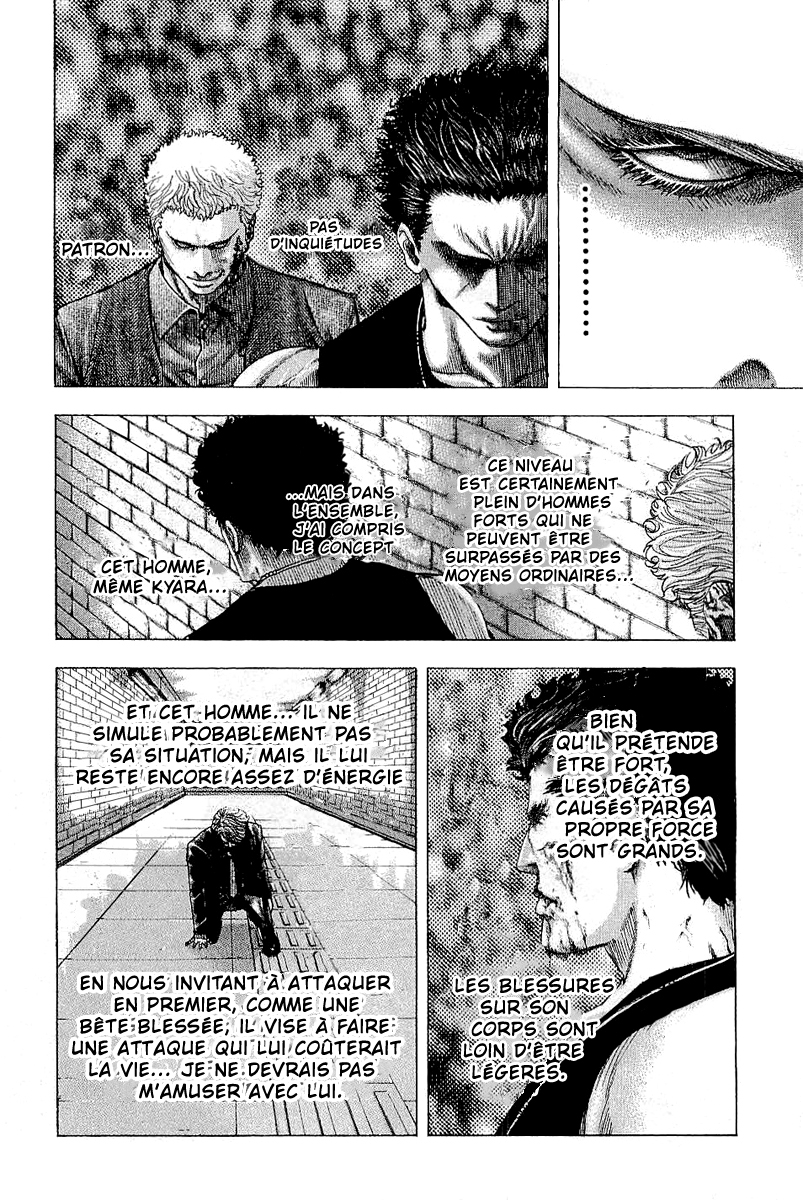 ...........
PAS
D'INQUIÉTUDES
PATRON...
CE NIVEAU
EST CERTAINEMENT
PLEIN D'HOMMES
FORTS QUI NE
PEUVENT ÊTRE
SURPASSÉS PAR DES
MOYENS ORDINAIRES...
...MAIS DANS
L'ENSEMBLE,
J'AI COMPRIS
LE CONCEPT
CET HOMME,
MÊME KYARA...
BIEN
QU'IL PRÉTENDE
ÊTRE FORT,
LES DÉGÂTS
CAUSÉS PAR SA
PROPRE FORCE
SONT GRANDS.
LES BLESSURES
SUR SON
CORPS SONT
LOIN D'ÊTRE
LÉGERES.
ET CET HOMME... IL NE
SIMULE PROBABLEMENT PAS
SA SITUATION, MAIS IL LUI
RESTE ENCORE ASSEZ D'ÉNERGIE
EN NOUS INVITANT À ATTAQUER
EN PREMIER, COMME UNE
BÊTE BLESSÉE, IL VISE À FAIRE
UNE ATTAQUE QUI LUI COÛTERAIT
LA VIE... JE NE DEVRAIS PAS
M'AMUSER AVEC LUI.